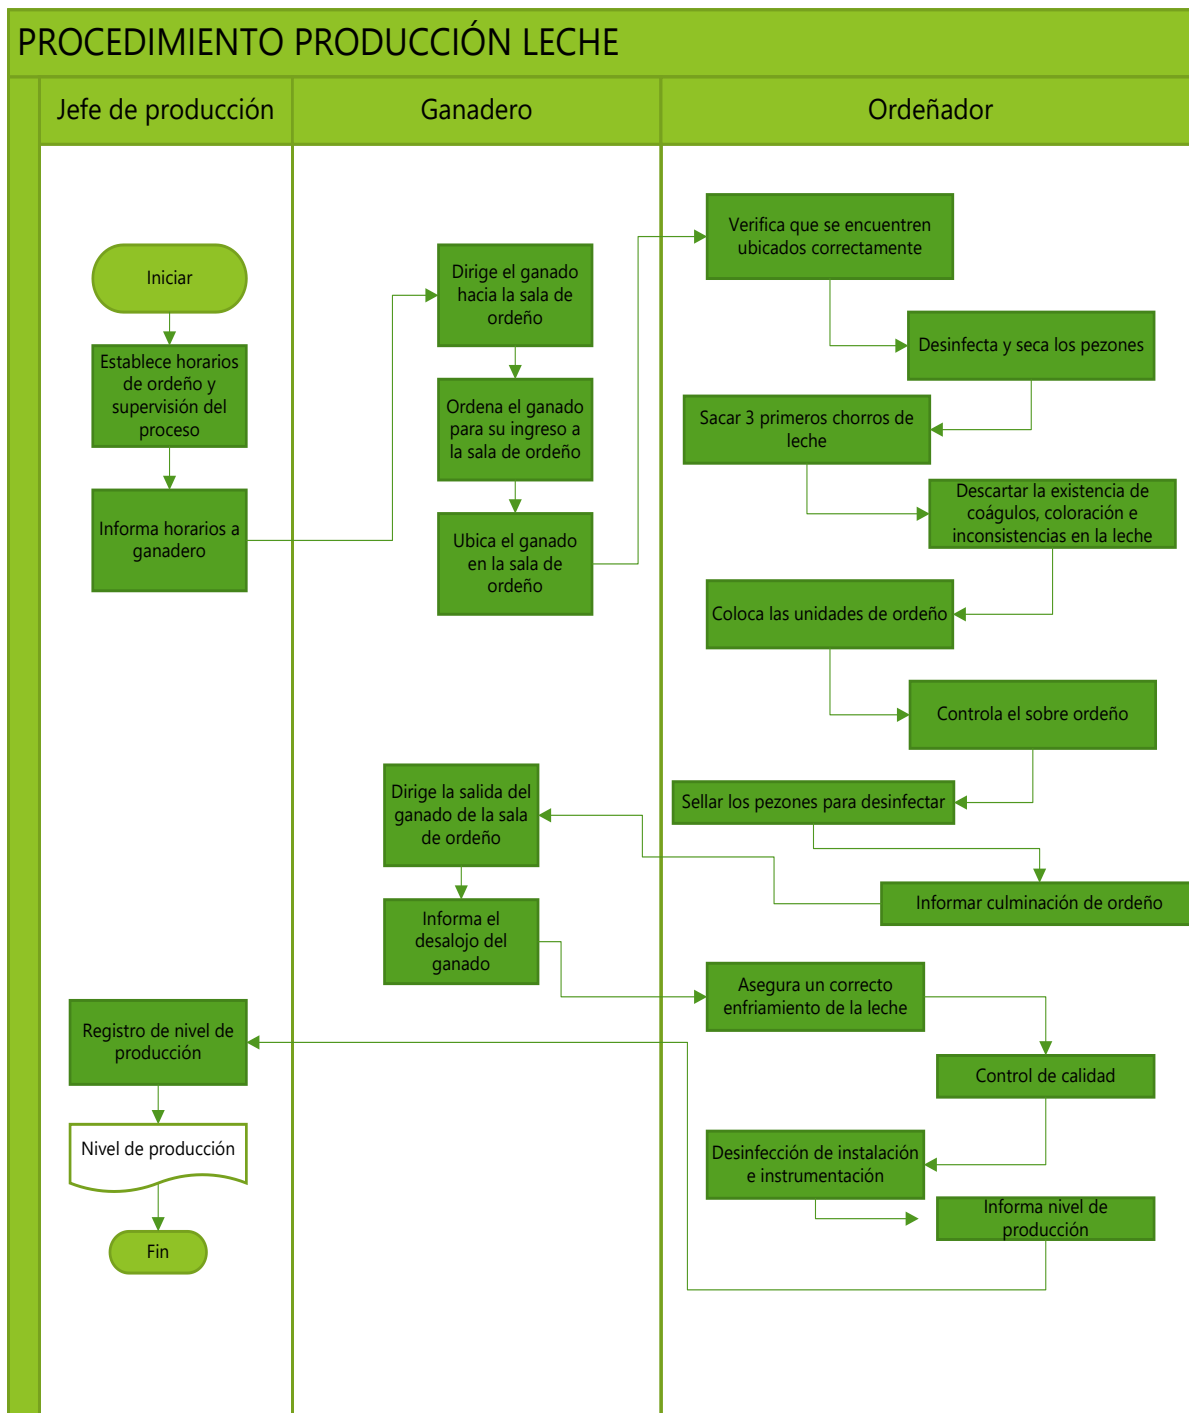 PROCEDIMIENTO PRODUCCIÓN LECHE
Jefe de producción
Ganadero
Ordeñador
Iniciar
Establece horarios
de ordeño y
supervisión del
proceso
Informa horarios a
ganadero
Dirige el ganado
hacia la sala de
ordeño
Ordena el ganado
para su ingreso a
la sala de ordeño
Ubica el ganado
en la sala de
ordeño
Verifica que se encuentren
ubicados correctamente
Desinfecta y seca los pezones
Sacar 3 primeros chorros de
leche
Descartar la existencia de
coágulos, coloración e
inconsistencias en la leche
Coloca las unidades de ordeño
Controla el sobre ordeño
Sellar los pezones para desinfectar
Informar culminación de ordeño
Dirige la salida del
ganado de la sala
de ordeño
Informa el
desalojo del
ganado
Asegura un correcto
enfriamiento de la leche
Control de calidad
Desinfección de instalación
e instrumentación
Informa nivel de
producción
Registro de nivel de
producción
Nivel de producción
Fin